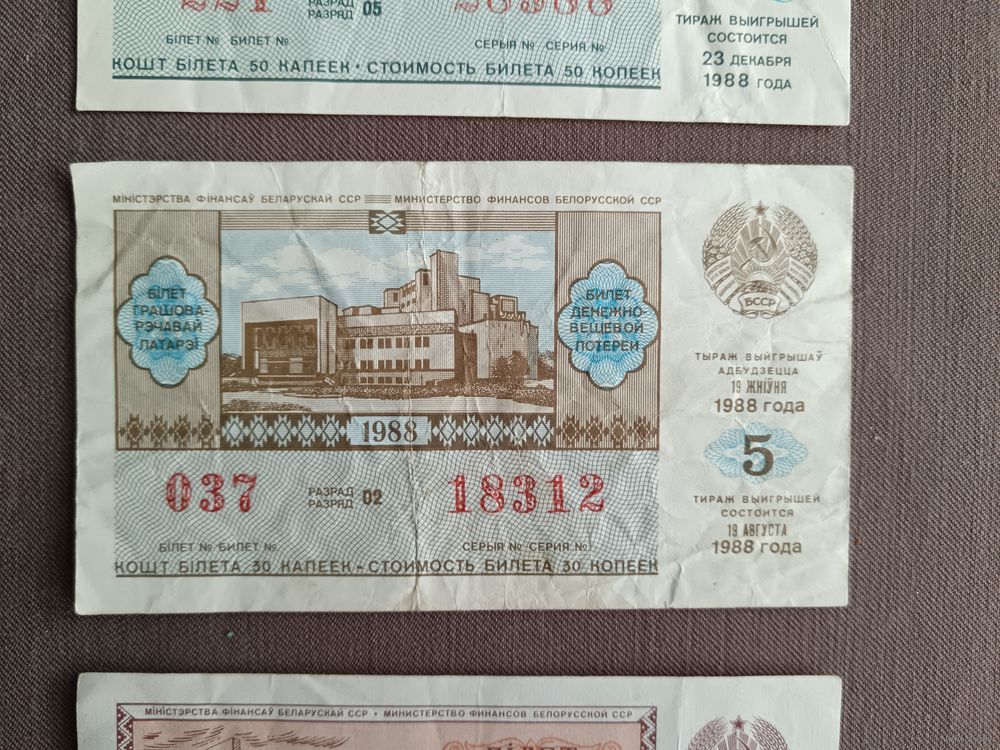 РАЗРАД
РАЗРЯД 05
БІЛЕТ № БИЛЕТ №
СЕРЫЯ № СЕРИЯ №
КОШТ БІЛЕТА 50 КАПЕЕК • СТОИМОСТЬ БИЛЕТА 50 КОПЕЕК
ТИРАЖ ВЫИГРЫШЕЙ
СОСТОИТСЯ
23 ДЕКАБРЯ
1988 ГОДА
МІНІСТЭРСТВА ФІНАНСАЎ БЕЛАРУСКАЙ ССР МИНИСТЕРСТВО ФИНАНСОВ БЕЛОРУССКОЙ ССР
БІЛЕТ
ГРАШОВА-
РЭЧАВАЙ
ЛАТАРЭІ
БИЛЕТ
ДЕНЕЖНО-
ВЕЩЕВОЙ
ЛОТЕРЕИ
1988
037
РАЗРАД
РАЗРЯД 02
18312
БІЛЕТ № БИЛЕТ №
СЕРЫЯ № СЕРИЯ №
КОШТ БІЛЕТА 30 КАПЕЕК – СТОИМОСТЬ БИЛЕТА 30 КОПЕЕК
БССР
ТЫРАЖ ВЫЙГРЫШАЎ
АДБУДЗЕЦЦА
19 ЖНІЎНЯ
1988 года
5
ТИРАЖ ВЫИГРЫШЕЙ
СОСТОИТСЯ
19 АВГУСТА
1988 года
МІНІСТЭРСТВА ФІНАНСАЎ БЕЛАРУСКАЙ ССР • МИНИСТЕРСТВО ФИНАНСОВ БЕЛОРУССКОЙ ССР